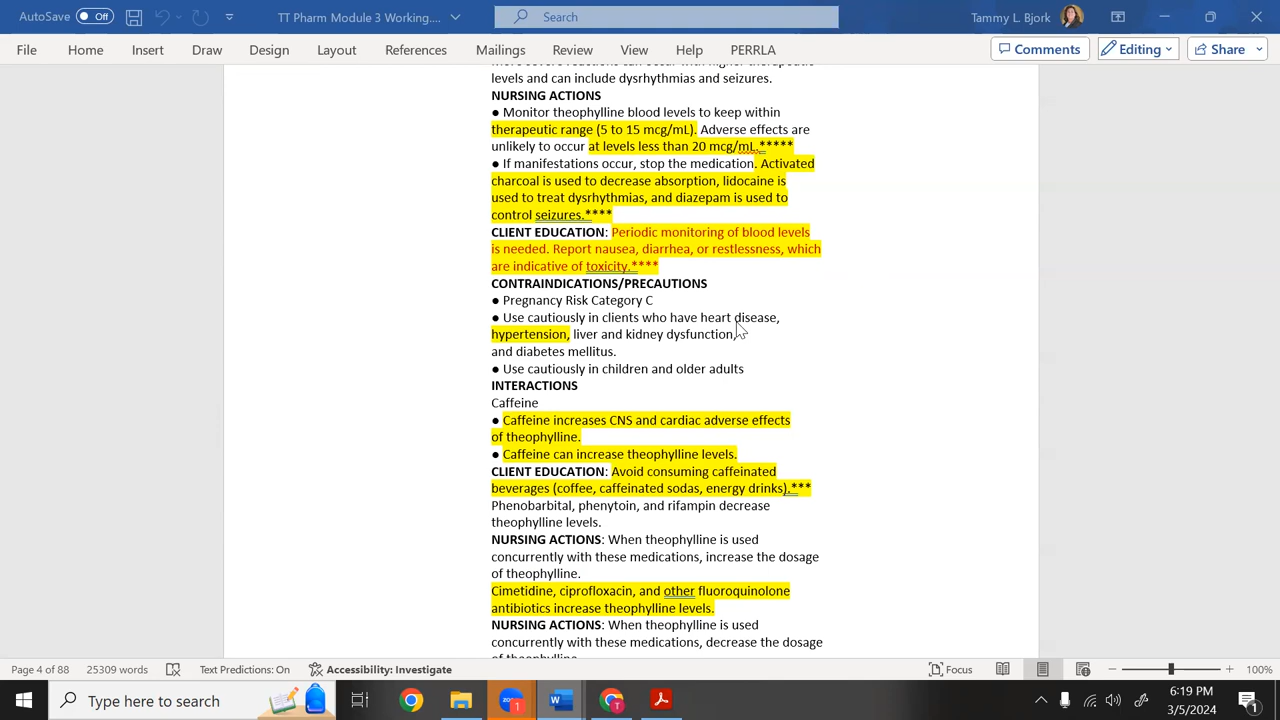 AutoSave Off TT Pharm Module 3 Working.... Search Tammy L. Bjork
File Home Insert Draw Design Layout References Mailings Review View Help PERRLA Comments Editing Share
levels and can include dysrhythmias and seizures.
NURSING ACTIONS
● Monitor theophylline blood levels to keep within
therapeutic range (5 to 15 mcg/mL). Adverse effects are
unlikely to occur at levels less than 20 mcg/mL.*****
● If manifestations occur, stop the medication. Activated
charcoal is used to decrease absorption, lidocaine is
used to treat dysrhythmias, and diazepam is used to
control seizures.****
CLIENT EDUCATION: Periodic monitoring of blood levels
is needed. Report nausea, diarrhea, or restlessness, which
are indicative of toxicity.****
CONTRAINDICATIONS/PRECAUTIONS
● Pregnancy Risk Category C
● Use cautiously in clients who have heart disease,
hypertension, liver and kidney dysfunction,
and diabetes mellitus.
● Use cautiously in children and older adults
INTERACTIONS
Caffeine
● Caffeine increases CNS and cardiac adverse effects
of theophylline.
● Caffeine can increase theophylline levels.
CLIENT EDUCATION: Avoid consuming caffeinated
beverages (coffee, caffeinated sodas, energy drinks).***
Phenobarbital, phenytoin, and rifampin decrease
theophylline levels.
NURSING ACTIONS: When theophylline is used
concurrently with these medications, increase the dosage
of theophylline.
Cimetidine, ciprofloxacin, and other fluoroquinolone
antibiotics increase theophylline levels.
NURSING ACTIONS: When theophylline is used
concurrently with these medications, decrease the dosage
of theophylline.
Page 4 of 88 25309 words Text Predictions: On Accessibility: Investigate Focus 100%
Type here to search zoom 1 T 6:19 PM
3/5/2024 1